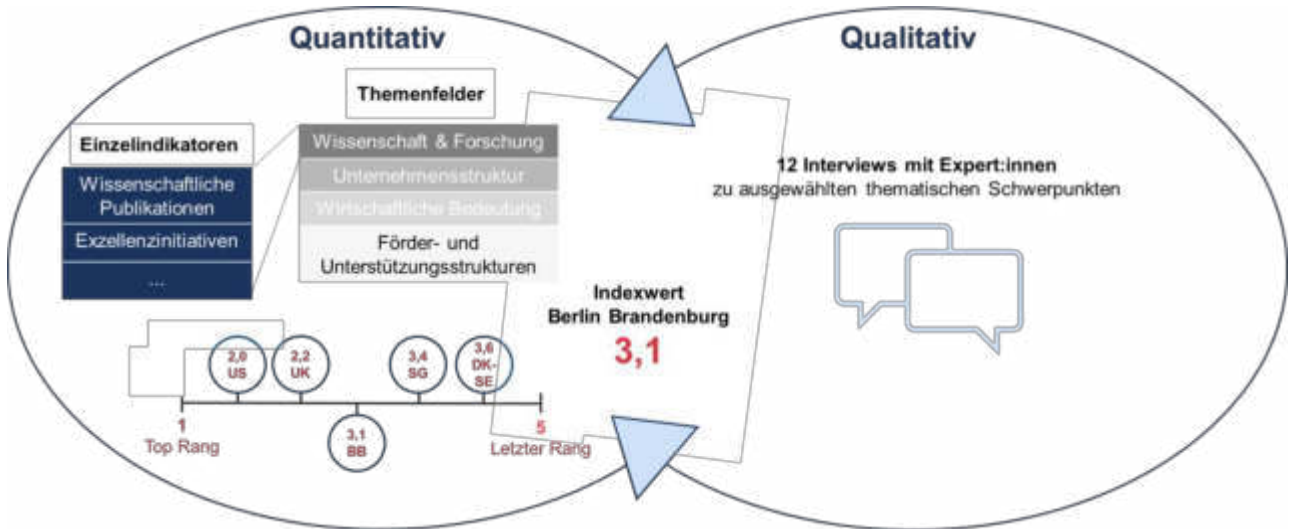 Quantitativ
Qualitativ
Themenfelder
Einzelindikatoren
Wissenschaftliche
Publikationen
Exzellenzinitiativen
...
Wissenschaft & Forschung
Unternehmensstruktur
Wirtschaftliche Bedeutung
Förder- und
Unterstützungsstrukturen
12 Interviews mit Expert:innen
zu ausgewählten thematischen Schwerpunkten
Indexwert
Berlin Brandenburg
3,1
2,0
US
2,2
UK
3,4
SG
3,6
DK-
SE
1
5
Top Rang
3,1
BB
Letzter Rang